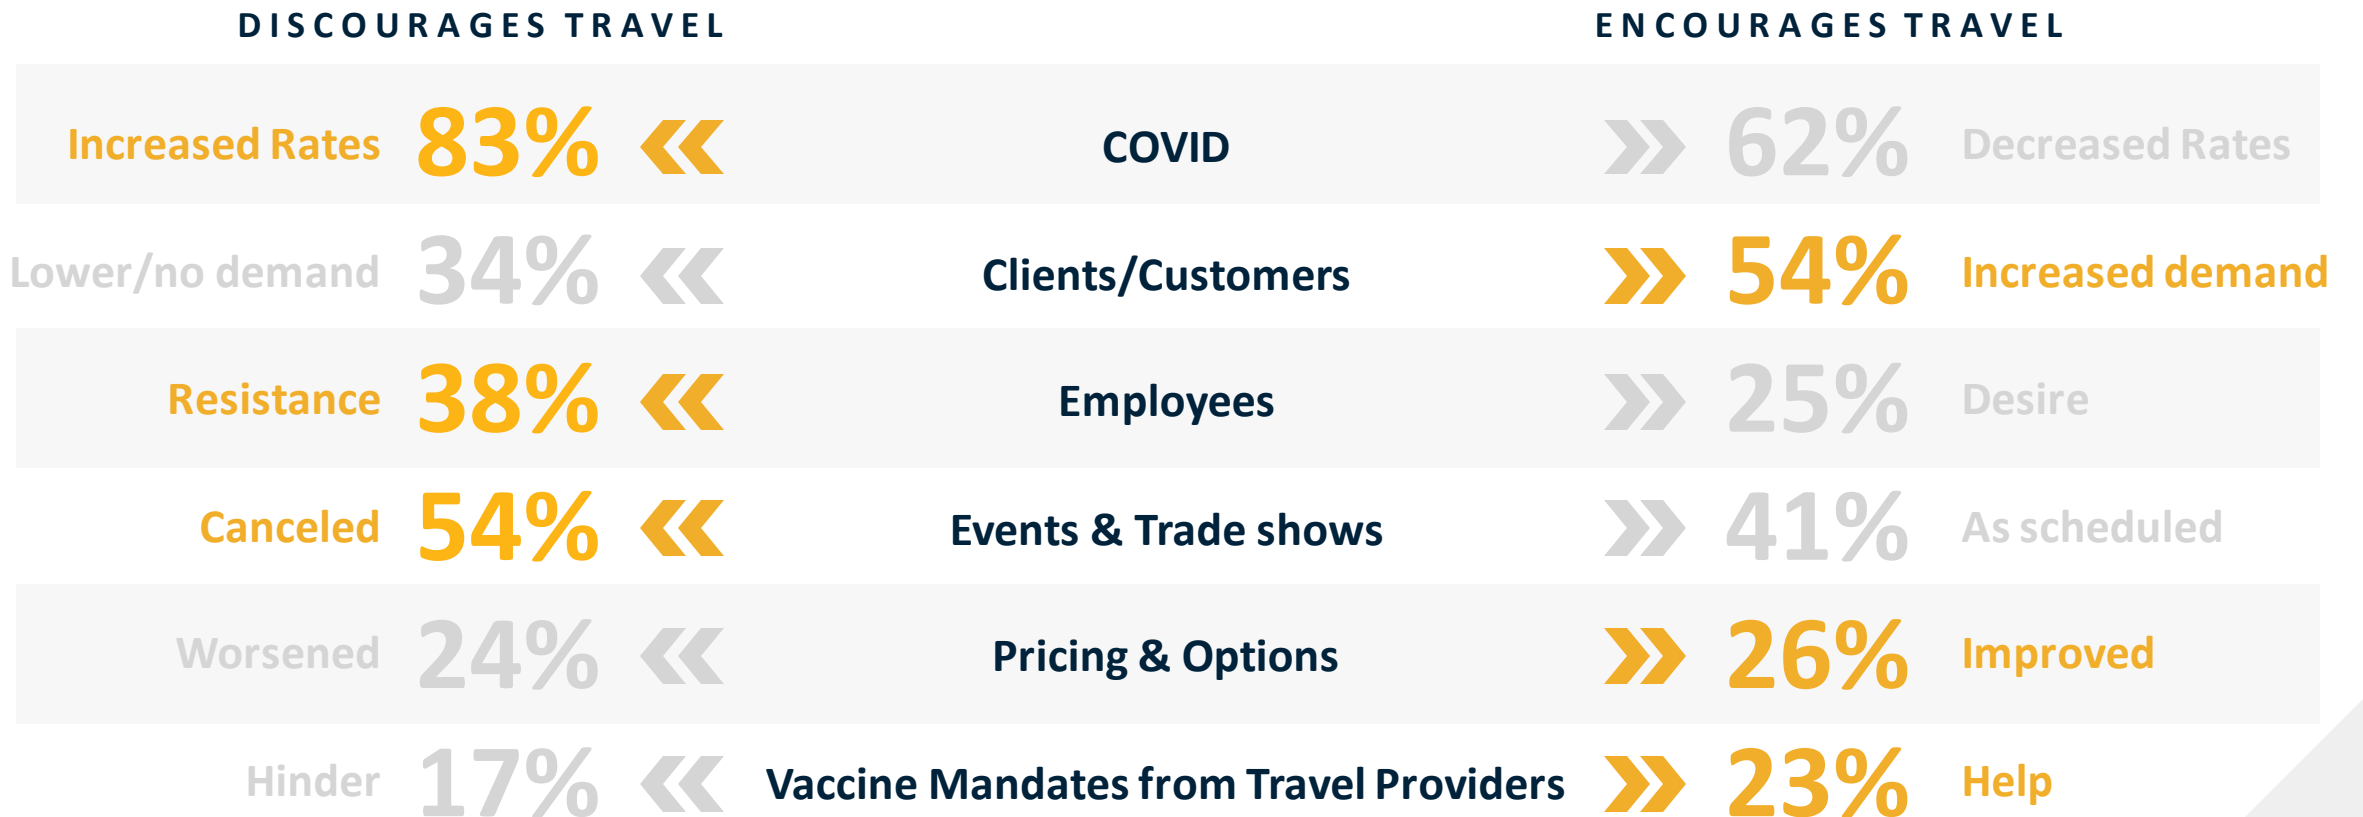 DISCOURAGES TRAVEL ENCOURAGES TRAVEL
Increased Rates 83% COVID 62% Decreased Rates
Lower/no demand 34% Clients/Customers 54% Increased demand
Resistance 38% Employees 25% Desire
Canceled 54% Events & Trade shows 41% As scheduled
Worsened 24% Pricing & Options 26% Improved
Hinder 17% Vaccine Mandates from Travel Providers 23% Help